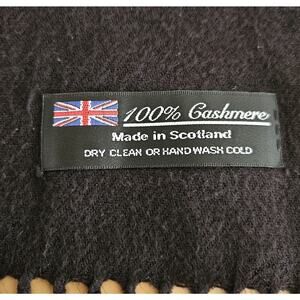 100% Cashmere
Made in Scotland
DRY CLEAN OR HAND WASH COLD